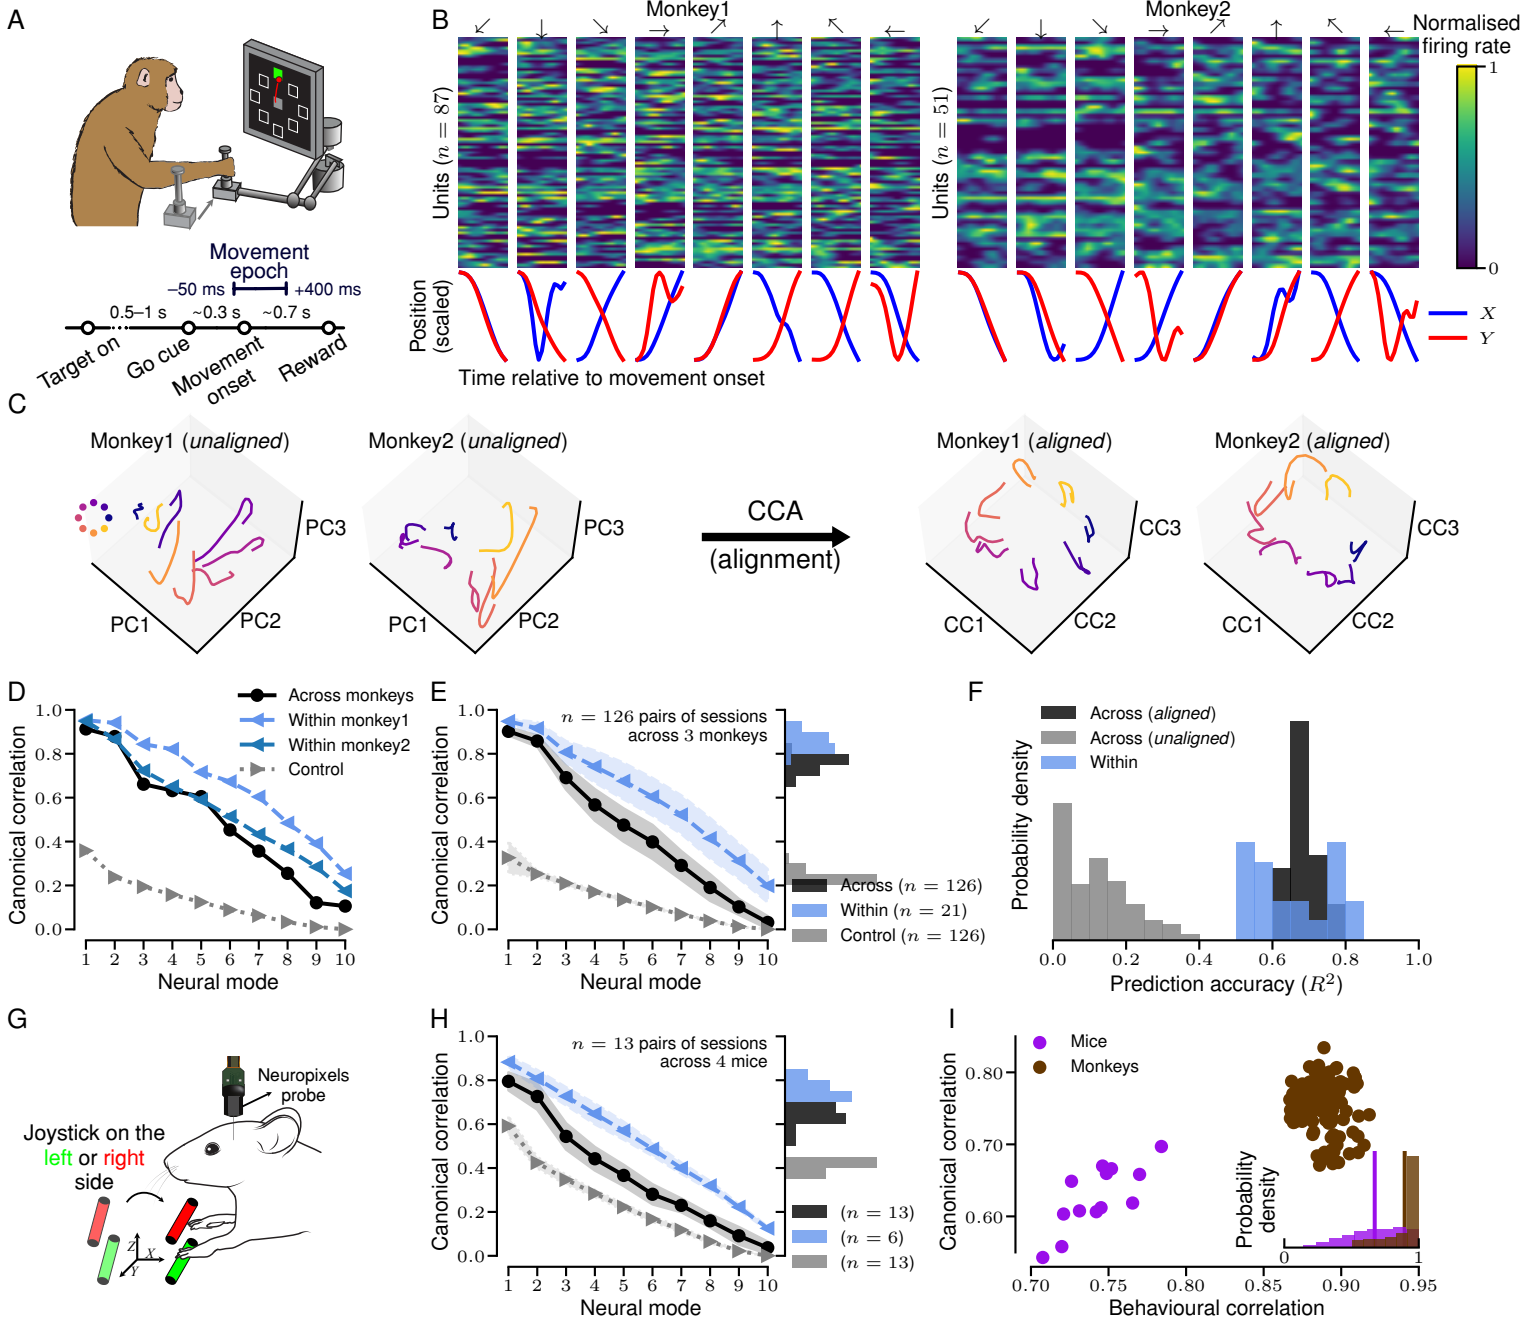 A
Movement
epoch
−50 ms
+400 ms
0.5–1 s
~0.3 s
~0.7 s
Target on
Go cue
Movement
onset
Reward
B
Monkey1
Monkey2
↙ ↓ ↘ → ↗ ↑ ↖ ←
↙ ↓ ↘ → ↗ ↑ ↖ ←
Units (n = 87)
Units (n = 51)
Normalised
firing rate
1
0
Position
(scaled)
X
Y
Time relative to movement onset
C
Monkey1 (unaligned)
PC1
PC2
PC3
Monkey2 (unaligned)
PC1
PC2
PC3
CCA
(alignment)
Monkey1 (aligned)
CC1
CC2
CC3
Monkey2 (aligned)
CC1
CC2
CC3
D
Across monkeys
Within monkey1
Within monkey2
Control
Canonical correlation
1.0
0.8
0.6
0.4
0.2
0.0
1 2 3 4 5 6 7 8 9 10
Neural mode
E
n = 126 pairs of sessions
across 3 monkeys
Canonical correlation
1.0
0.8
0.6
0.4
0.2
0.0
1 2 3 4 5 6 7 8 9 10
Neural mode
Across (n = 126)
Within (n = 21)
Control (n = 126)
F
Across (aligned)
Across (unaligned)
Within
Probability density
0.0 0.2 0.4 0.6 0.8 1.0
Prediction accuracy (R²)
G
Neuropixels
probe
Joystick on the
left or right
side
Z
X
Y
H
n = 13 pairs of sessions
across 4 mice
Canonical correlation
1.0
0.8
0.6
0.4
0.2
0.0
1 2 3 4 5 6 7 8 9 10
Neural mode
(n = 13)
(n = 6)
(n = 13)
I
Mice
Monkeys
Canonical correlation
0.80
0.70
0.60
0.70 0.75 0.80 0.85 0.90 0.95
Behavioural correlation
Probability
density
0 1